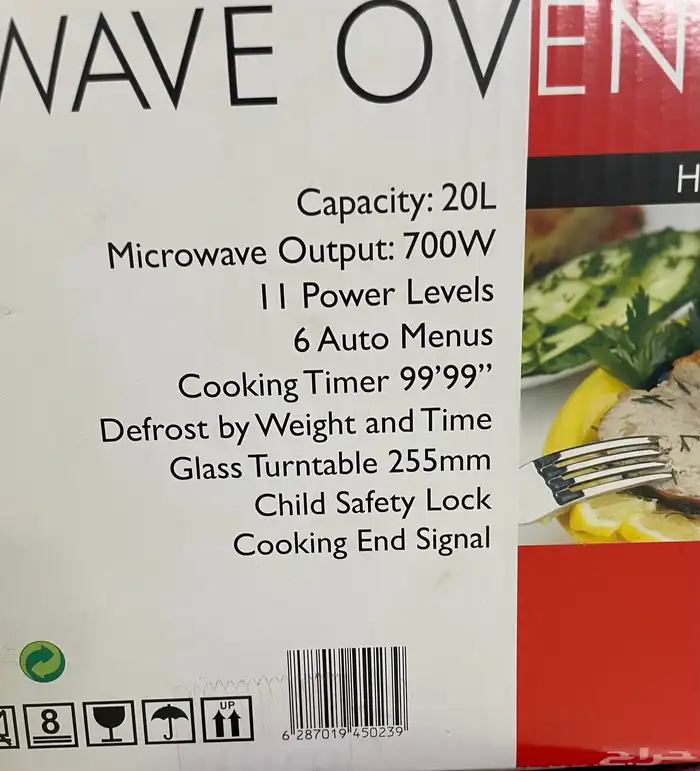 WAVE OVEN
H
Capacity: 20L
Microwave Output: 700W
11 Power Levels
6 Auto Menus
Cooking Timer 99’99”
Defrost by Weight and Time
Glass Turntable 255mm
Child Safety Lock
Cooking End Signal
8
UP
6 287019 450239
حراج